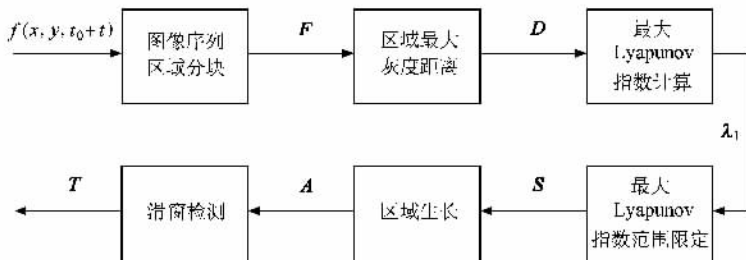 f(x, y, t₀+t)
图像序列
区域分块
F
区域最大
灰度距离
D
最大
Lyapunov
指数计算
λ₁
最大
Lyapunov
指数范围限定
S
区域生长
A
滑窗检测
T